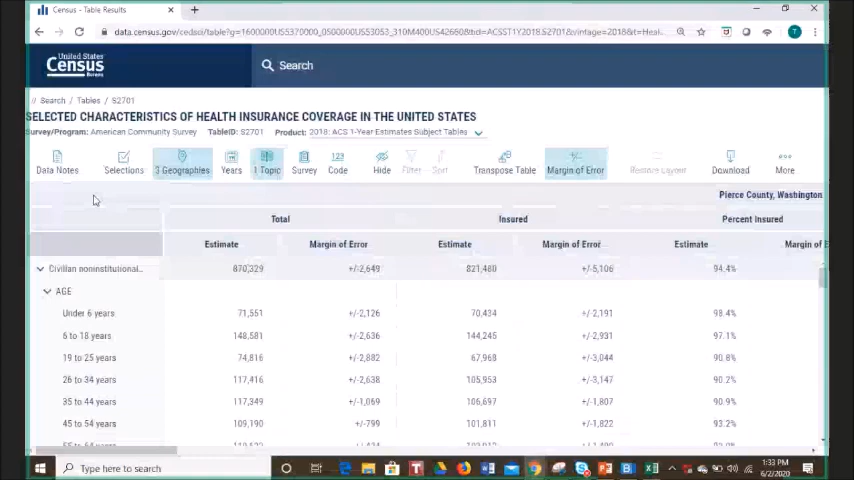 Census - Table Results
data.census.gov/cedsci/table?g=1600000US5370000_0500000US53053_310M400US42660&tid=ACSST1Y2018.S2701&vintage=2018&t=Heal...
United States
Census
Bureau
Search
// Search / Tables / S2701
SELECTED CHARACTERISTICS OF HEALTH INSURANCE COVERAGE IN THE UNITED STATES
Survey/Program: American Community Survey TableID: S2701 Product: 2018: ACS 1-Year Estimates Subject Tables
Data Notes Selections 3 Geographies Years 1 Topic Survey 123 Code Hide Filter Sort Transpose Table Margin of Error Restore Layout Download More
Pierce County, Washington
Total Insured Percent Insured
Estimate Margin of Error Estimate Margin of Error Estimate Margin of E
Civilian noninstitutional... 870,329 +/-2,649 821,480 +/-5,106 94.4%
AGE
Under 6 years 71,551 +/-2,126 70,434 +/-2,191 98.4%
6 to 18 years 148,581 +/-2,636 144,245 +/-2,931 97.1%
19 to 25 years 74,816 +/-2,882 67,968 +/-3,044 90.8%
26 to 34 years 117,416 +/-2,638 105,953 +/-3,147 90.2%
35 to 44 years 117,349 +/-1,069 106,697 +/-1,807 90.9%
45 to 54 years 109,190 +/-799 101,811 +/-1,822 93.2%
Type here to search
1:33 PM
6/2/2020